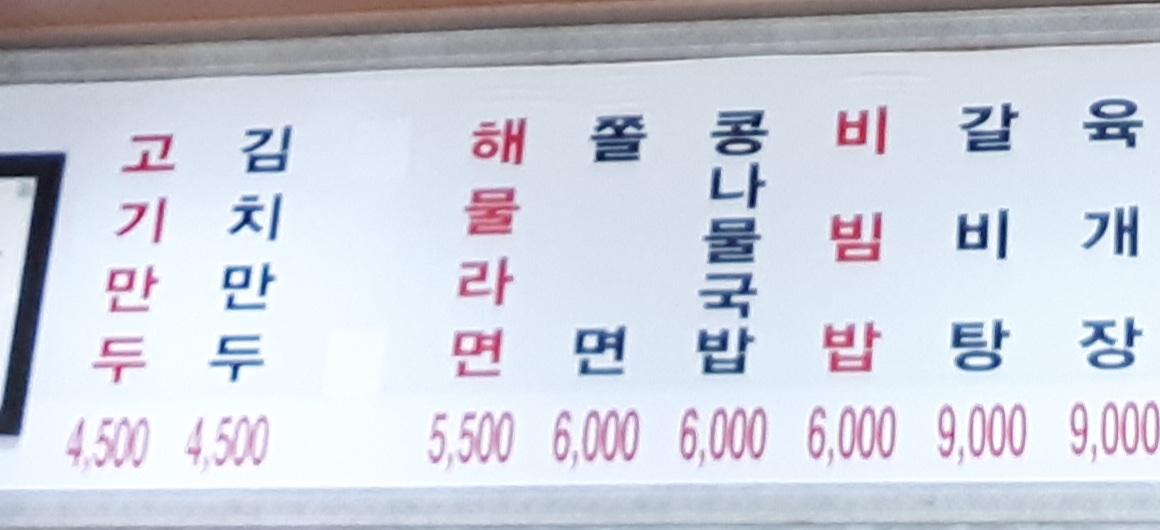 고기만두
4,500
김치만두
4,500
해물라면
5,500
쫄면
6,000
콩나물국밥
6,000
비빔밥
6,000
갈비탕
9,000
육개장
9,000